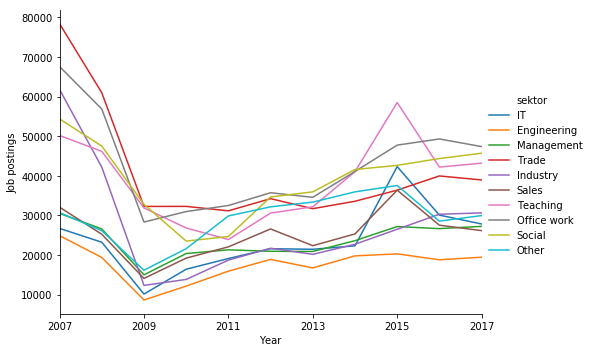 80000
70000
60000
50000
40000
30000
20000
10000
Job postings
2007
2009
2011
2013
2015
2017
Year
sektor
IT
Engineering
Management
Trade
Industry
Sales
Teaching
Office work
Social
Other